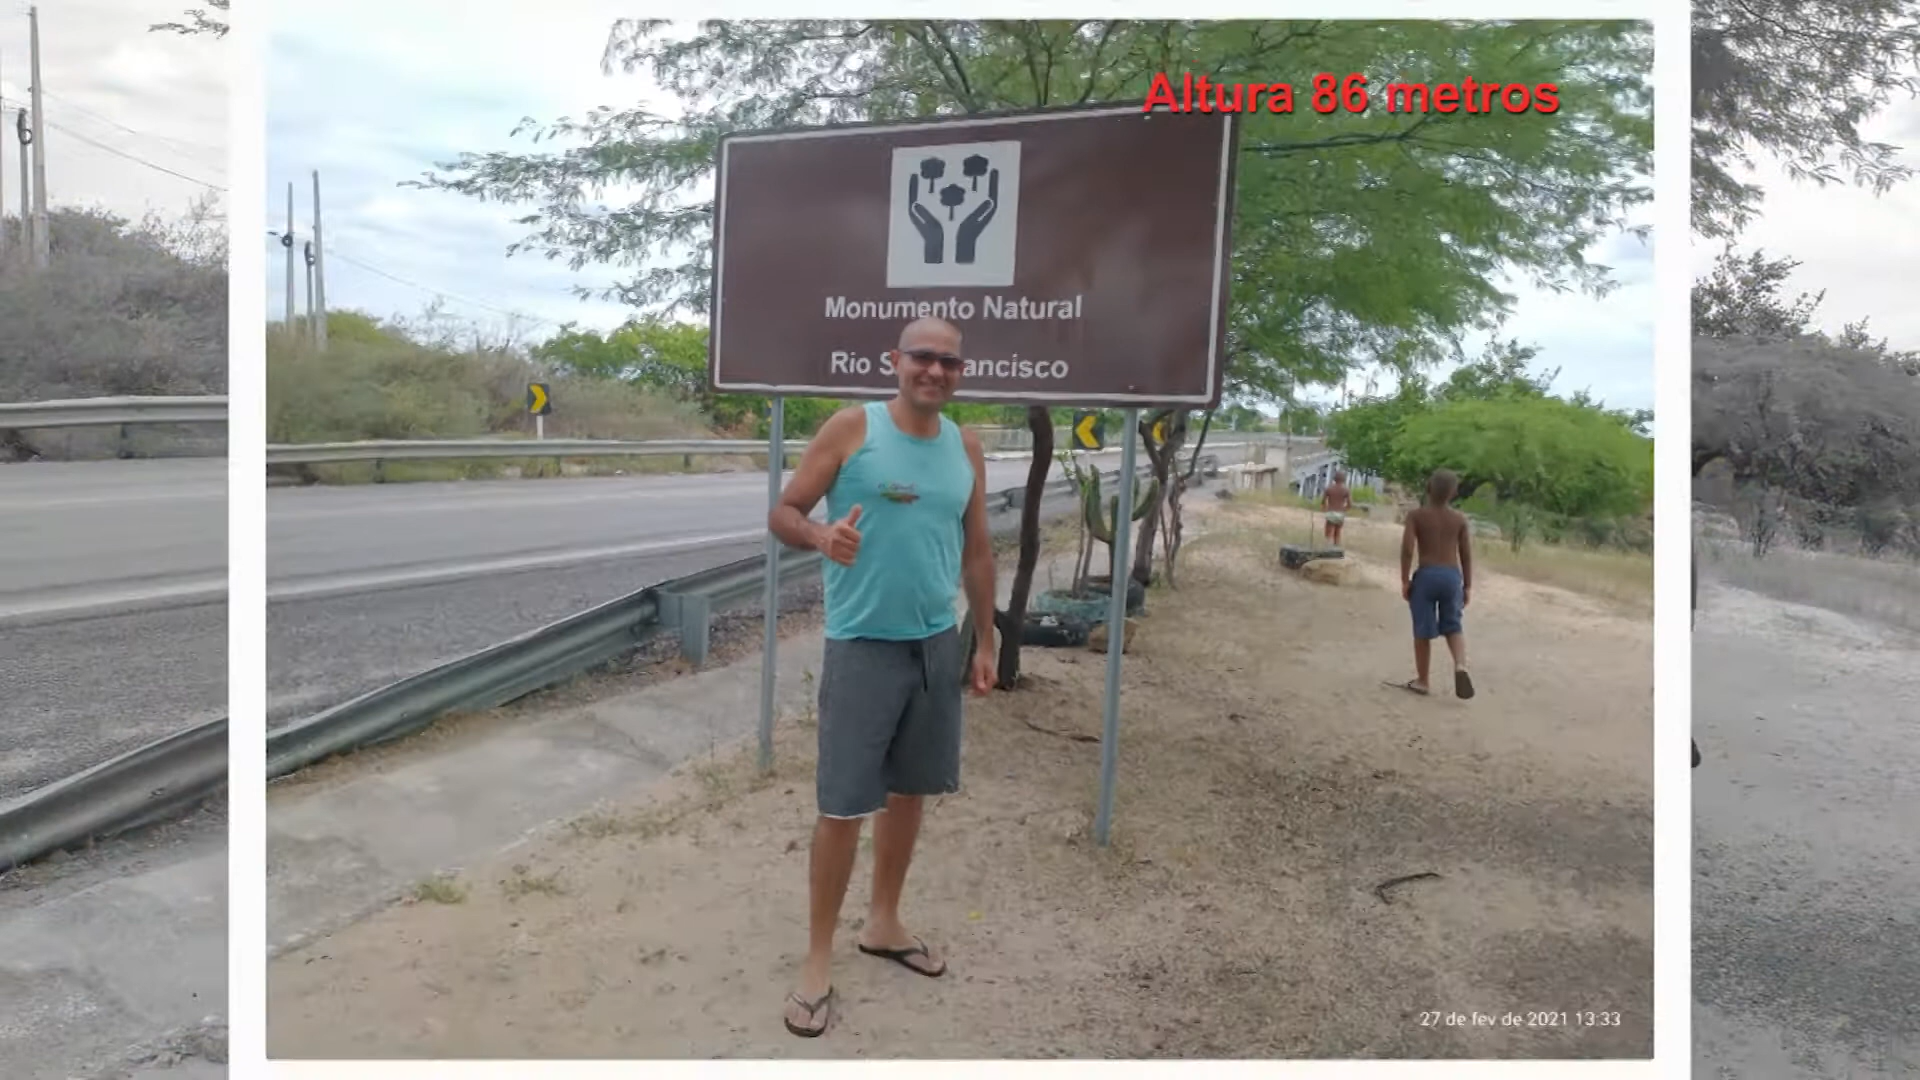 Altura 86 metros
Monumento Natural
Rio S ancisco
27 de fev de 2021 13:33